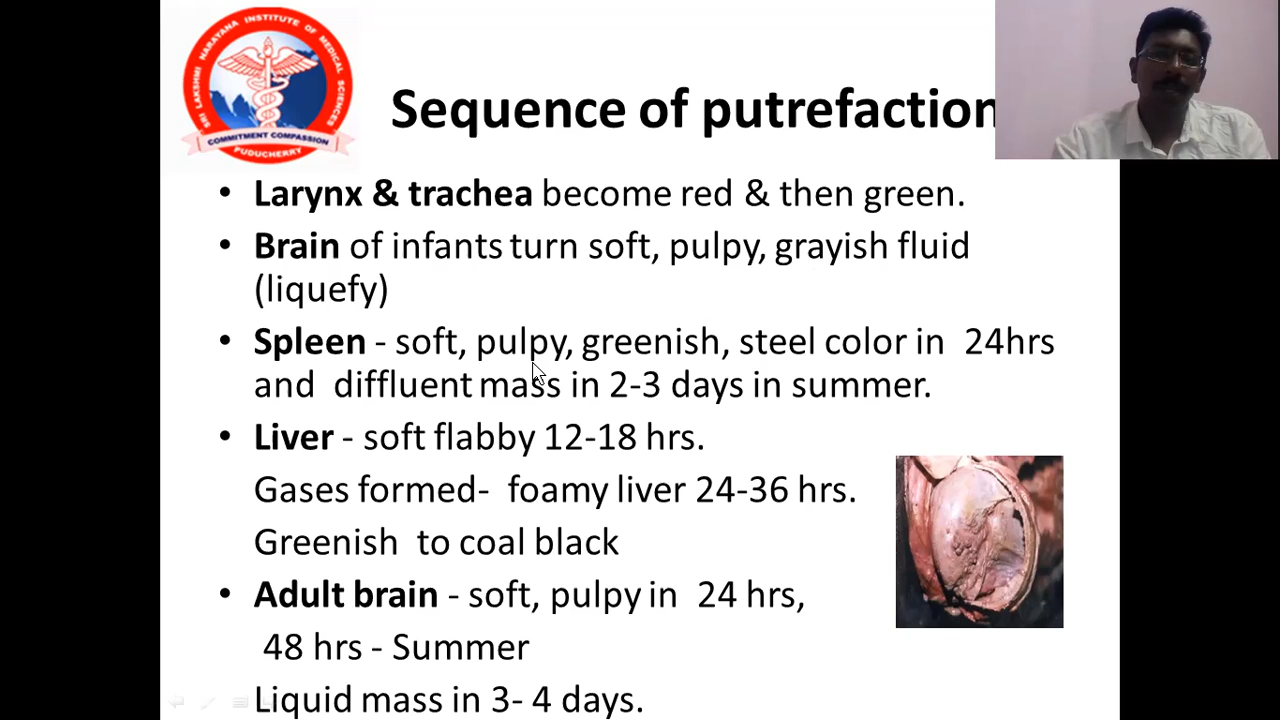 SRI LAKSHMI NARAYANA INSTITUTE OF MEDICAL SCIENCES
COMMITMENT COMPASSION
PUDUCHERRY
Sequence of putrefaction
• Larynx & trachea become red & then green.
• Brain of infants turn soft, pulpy, grayish fluid
(liquefy)
• Spleen - soft, pulpy, greenish, steel color in 24hrs
and diffluent mass in 2-3 days in summer.
• Liver - soft flabby 12-18 hrs.
Gases formed- foamy liver 24-36 hrs.
Greenish to coal black
• Adult brain - soft, pulpy in 24 hrs,
48 hrs - Summer
Liquid mass in 3- 4 days.